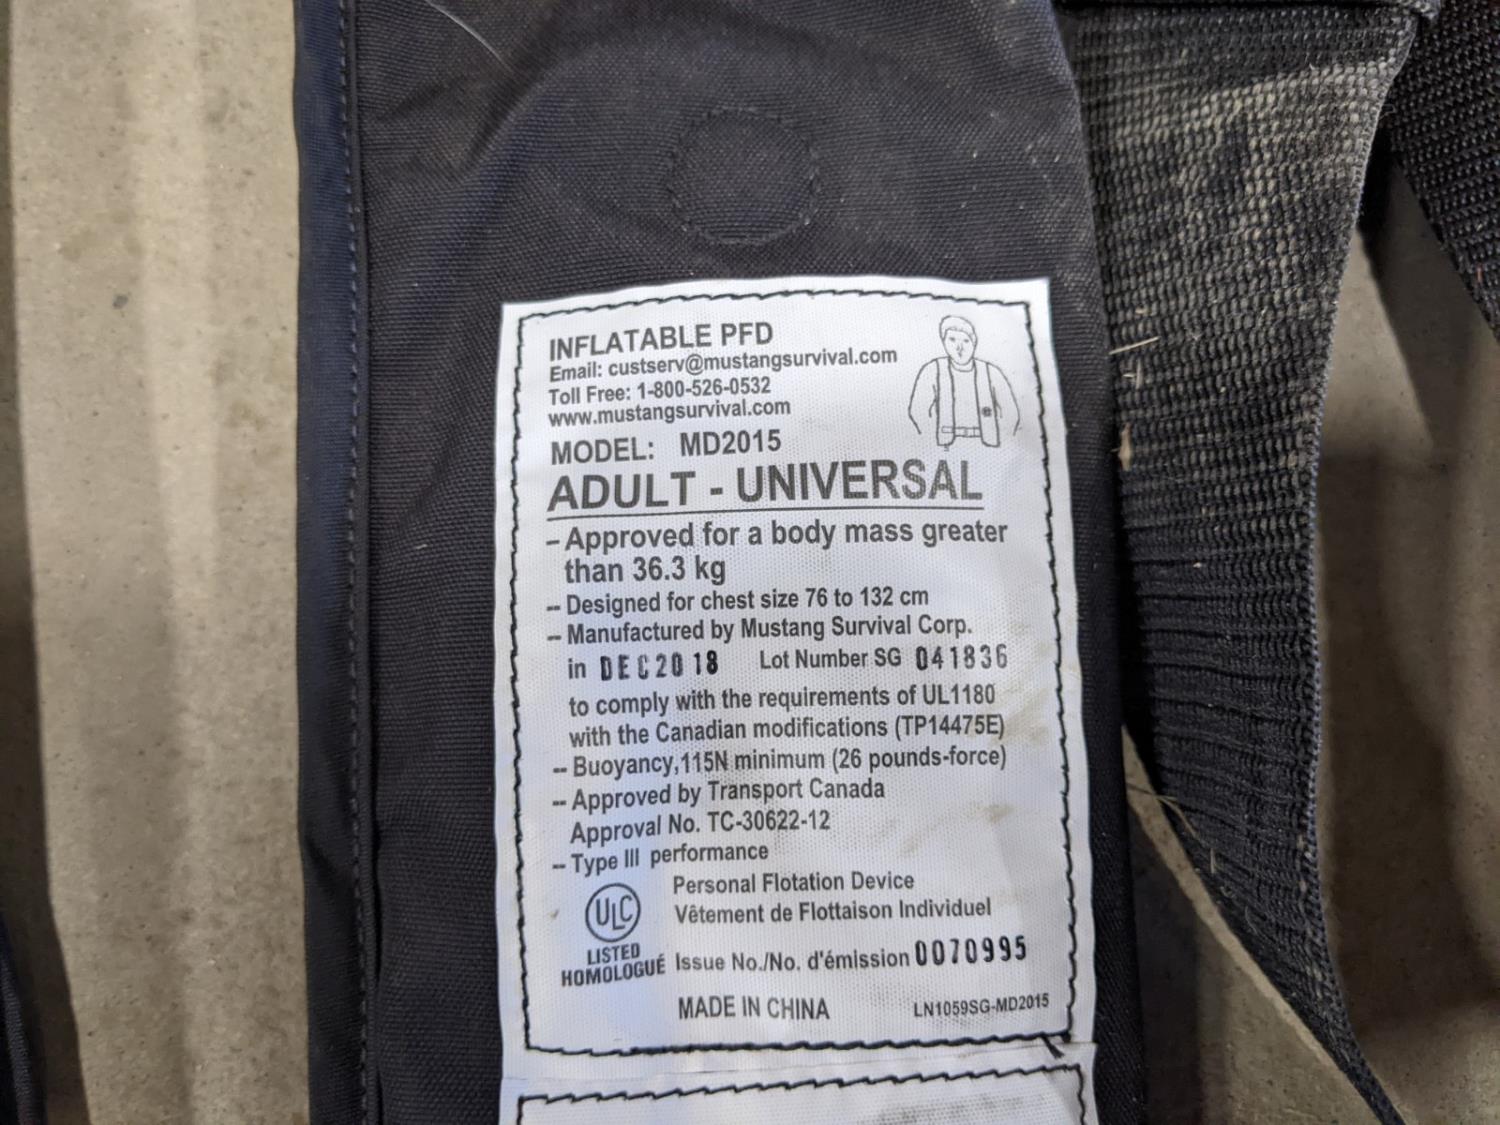 INFLATABLE PFD
Email: custserv@mustangsurvival.com
Toll Free: 1-800-526-0532
www.mustangsurvival.com
MODEL: MD2015
ADULT - UNIVERSAL
– Approved for a body mass greater
than 36.3 kg
-- Designed for chest size 76 to 132 cm
-- Manufactured by Mustang Survival Corp.
in DEC2018 Lot Number SG 041836
to comply with the requirements of UL1180
with the Canadian modifications (TP14475E)
-- Buoyancy,115N minimum (26 pounds-force)
-- Approved by Transport Canada
Approval No. TC-30622-12
-- Type III performance
Personal Flotation Device
Vêtement de Flottaison Individuel
ULC
LISTED
HOMOLOGUÉ
Issue No./No. d'émission 0070995
MADE IN CHINA LN1059SG-MD2015